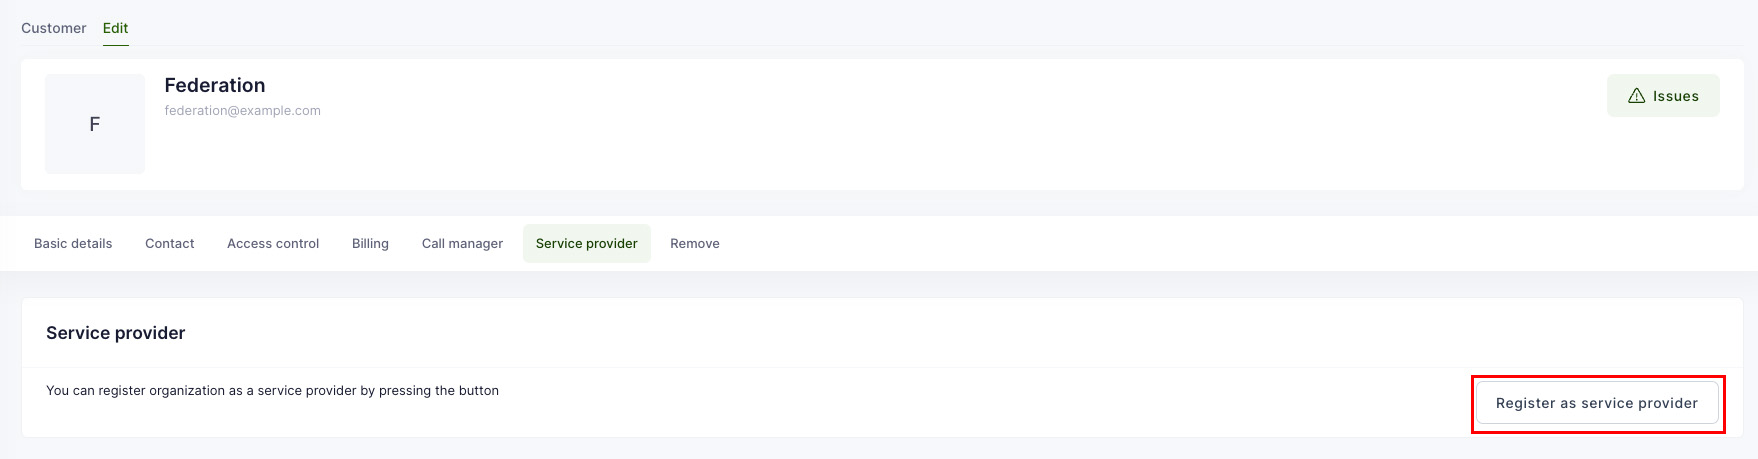 Customer Edit
Federation
federation@example.com
F
Issues
Basic details Contact Access control Billing Call manager Service provider Remove
Service provider
You can register organization as a service provider by pressing the button
Register as service provider